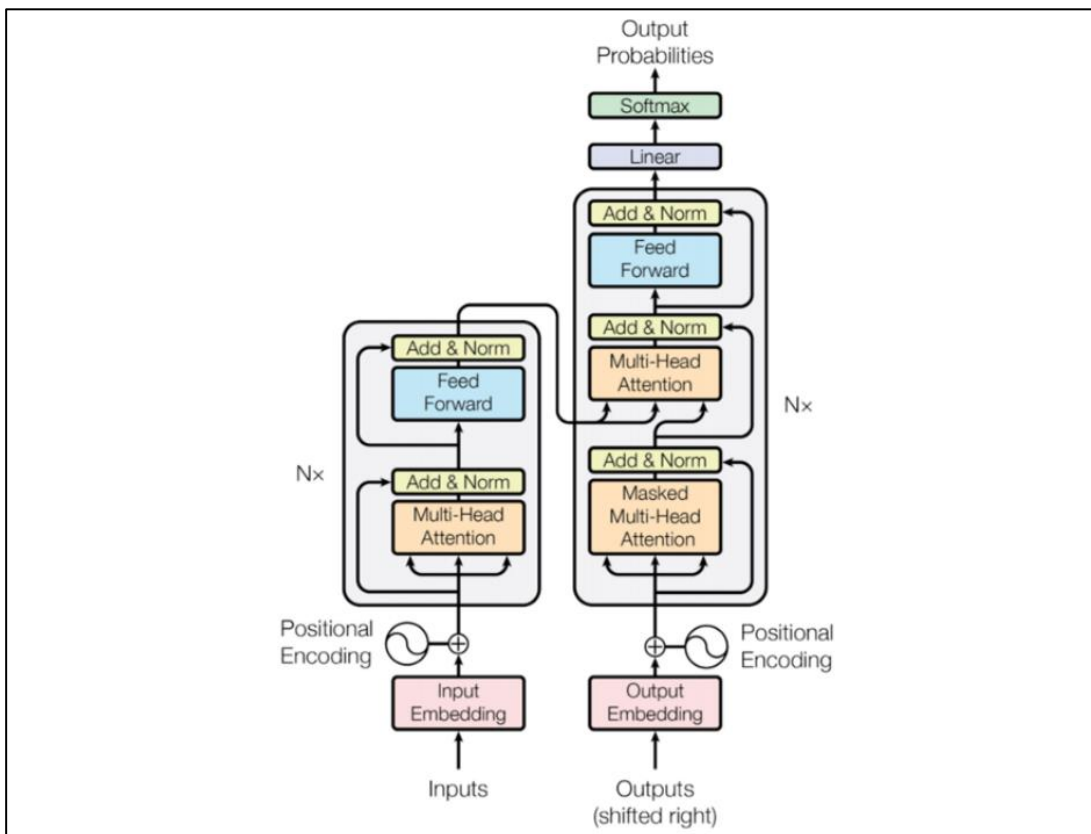 Output
Probabilities
Softmax
Linear
Add & Norm
Feed
Forward
Add & Norm
Multi-Head
Attention
Add & Norm
Masked
Multi-Head
Attention
Nx
Add & Norm
Feed
Forward
Add & Norm
Multi-Head
Attention
Nx
Positional
Encoding
Positional
Encoding
Input
Embedding
Output
Embedding
Inputs
Outputs
(shifted right)